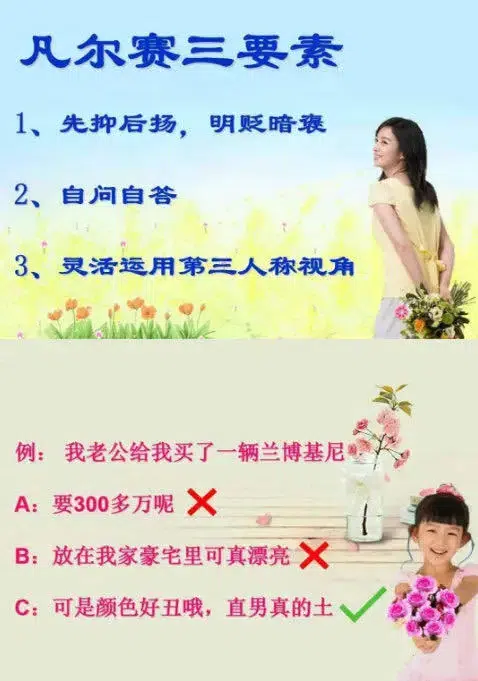 凡尔赛三要素
1、先抑后扬，明贬暗褒
2、自问自答
3、灵活运用第三人称视角
例： 我老公给我买了一辆兰博基尼
A：要300多万呢
B：放在我家豪宅里可真漂亮
C：可是颜色好丑哦，直男真的土